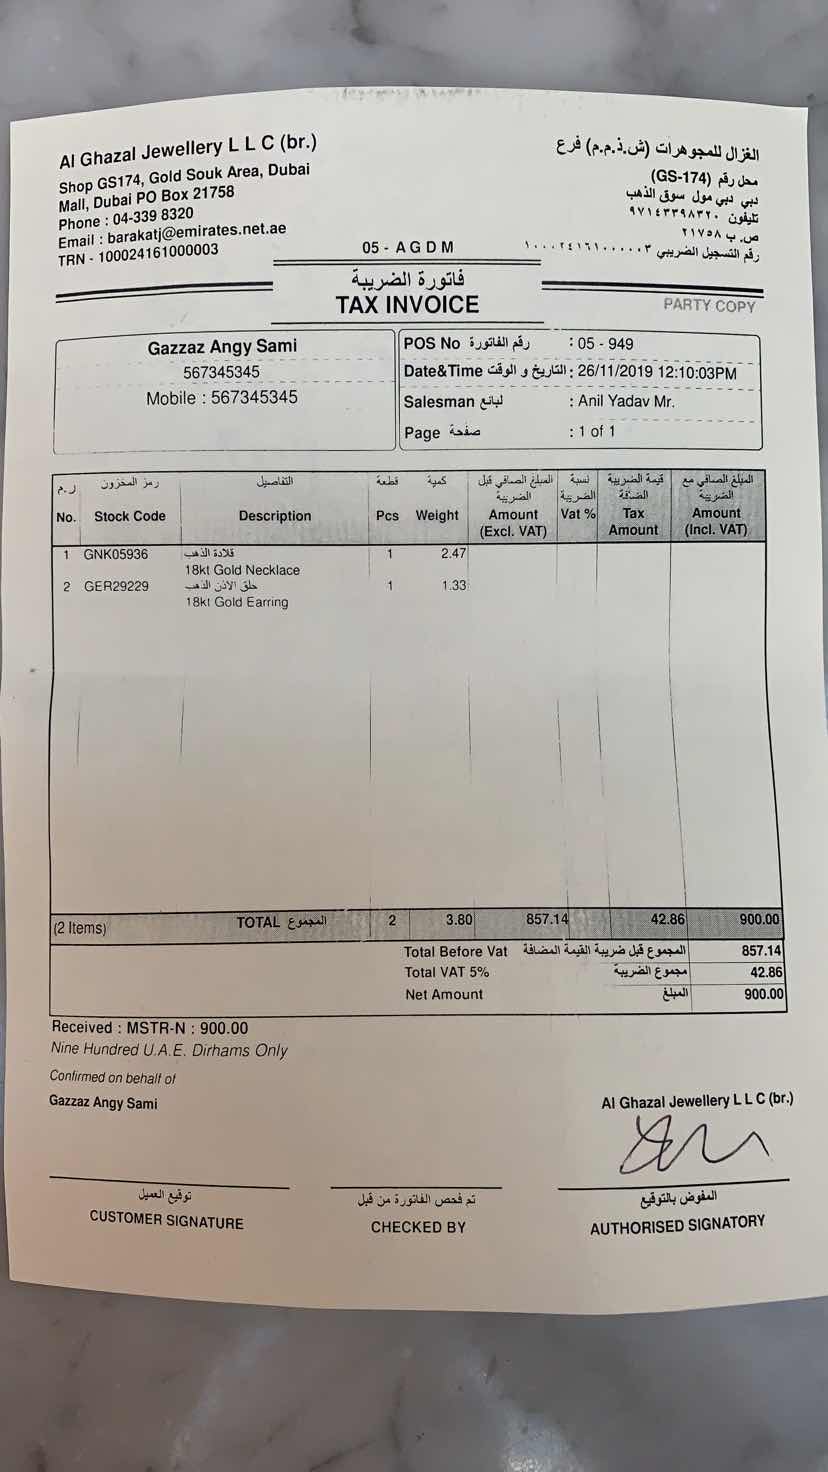 Al Ghazal Jewellery L L C (br.)
Shop GS174, Gold Souk Area, Dubai
Mall, Dubai PO Box 21758
Phone : 04-339 8320
Email : barakatj@emirates.net.ae
TRN - 100024161000003
الغزال للمجوهرات (ش.ذ.م.م) فرع
محل رقم (GS-174)
دبي دبي مول سوق الذهب
تليفون ٩٧١٤٣٣٩٨٣٢٠
ص. ب ٢١٧٥٨
رقم التسجيل الضريبي ١٠٠٠٢٤١٦١٠٠٠٠٠٣
05 - A G D M
فاتورة الضريبة
TAX INVOICE
PARTY COPY
Gazzaz Angy Sami
567345345
Mobile : 567345345
POS No رقم الفاتورة : 05 - 949
Date&Time التاريخ و الوقت : 26/11/2019 12:10:03PM
Salesman لبائع : Anil Yadav Mr.
Page صفحة : 1 of 1
ر.م رمز المخزون التفاصيل قطعة كمية المبلغ الصافي قبل الضريبة نسبة الضريبة قيمة الضريبة الضافة المبلغ الصافي مع الضريبة
No. Stock Code Description Pcs Weight Amount (Excl. VAT) Vat % Tax Amount Amount (Incl. VAT)
1 GNK05936 قلادة الذهب 1 2.47
18kt Gold Necklace
2 GER29229 حلق الاذن الذهب 1 1.33
18kt Gold Earring
(2 Items) TOTAL المجموع 2 3.80 857.14 42.86 900.00
Total Before Vat المجموع قبل ضريبة القيمة المضافة 857.14
Total VAT 5% مجموع الضريبة 42.86
Net Amount المبلغ 900.00
Received : MSTR-N : 900.00
Nine Hundred U.A.E. Dirhams Only
Confirmed on behalf of
Gazzaz Angy Sami
Al Ghazal Jewellery L L C (br.)
توقيع العميل
CUSTOMER SIGNATURE
تم فحص الفاتورة من قبل
CHECKED BY
المفوض بالتوقيع
AUTHORISED SIGNATORY